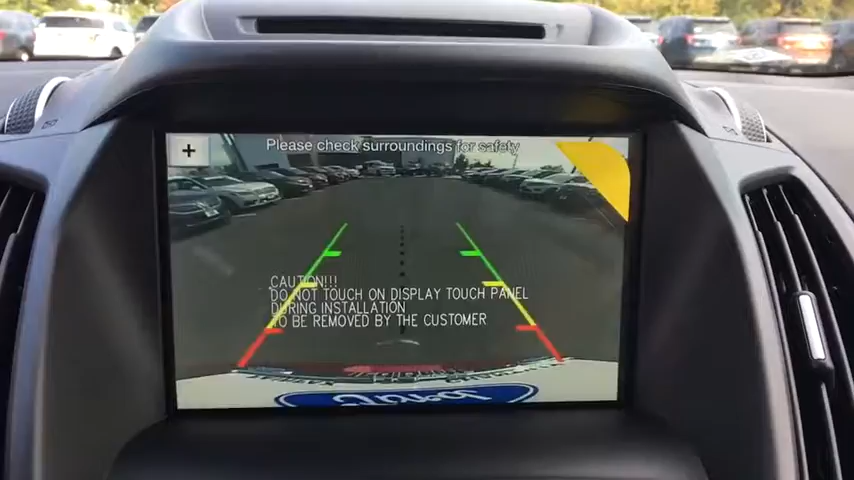 Please check surroundings for safety
+
CAUTION!!!
DO NOT TOUCH ON DISPLAY TOUCH PANEL
DURING INSTALLATION
TO BE REMOVED BY THE CUSTOMER
Ford